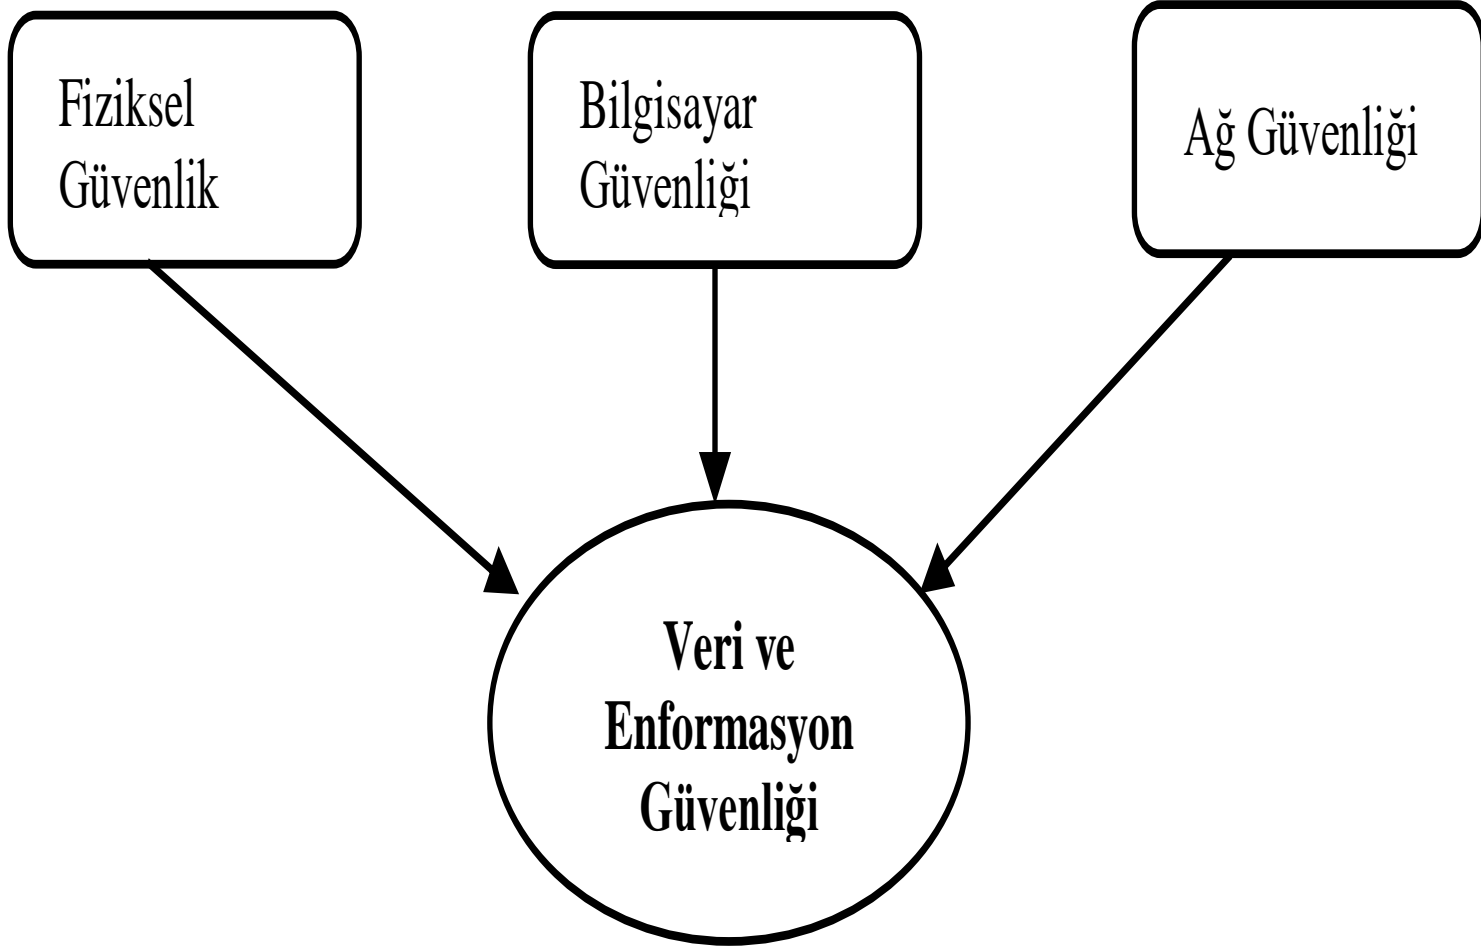 Fiziksel
Güvenlik
Bilgisayar
Güvenliği
Ağ Güvenliği
Veri ve
Enformasyon
Güvenliği